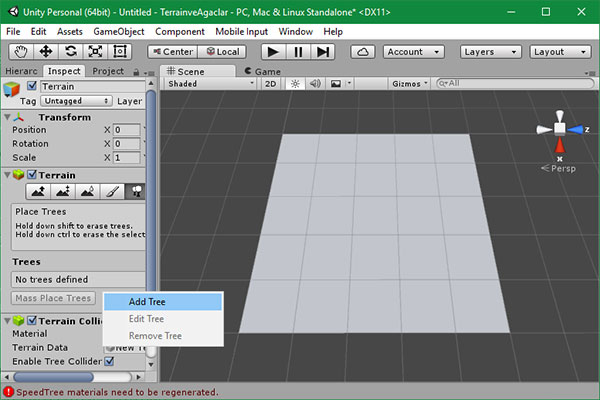 Unity Personal (64bit) - Untitled - TerrainveAgaclar - PC, Mac & Linux Standalone* <DX11>
File Edit Assets GameObject Component Mobile Input Window Help
Center Local Account Layers Layout
Hierarc Inspect Project Scene Game
Shaded 2D Gizmos All
Terrain
Tag Untagged Layer
Transform
Position X 0
Rotation X 0
Scale X 1
z
x
Persp
Terrain
Place Trees
Hold down shift to erase trees.
Hold down ctrl to erase the select
Trees
No trees defined
Mass Place Trees
Add Tree
Edit Tree
Remove Tree
Terrain Colli
Material
Terrain Data New Te
Enable Tree Collider
SpeedTree materials need to be regenerated.